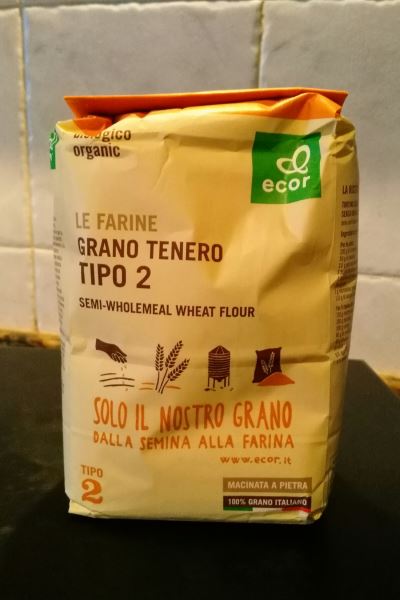 biologico
organic
ecor
LE FARINE
GRANO TENERO
TIPO 2
SEMI-WHOLEMEAL WHEAT FLOUR
SOLO IL NOSTRO GRANO
DALLA SEMINA ALLA FARINA
www.ecor.it
TIPO
2
MACINATA A PIETRA
100% GRANO ITALIANO